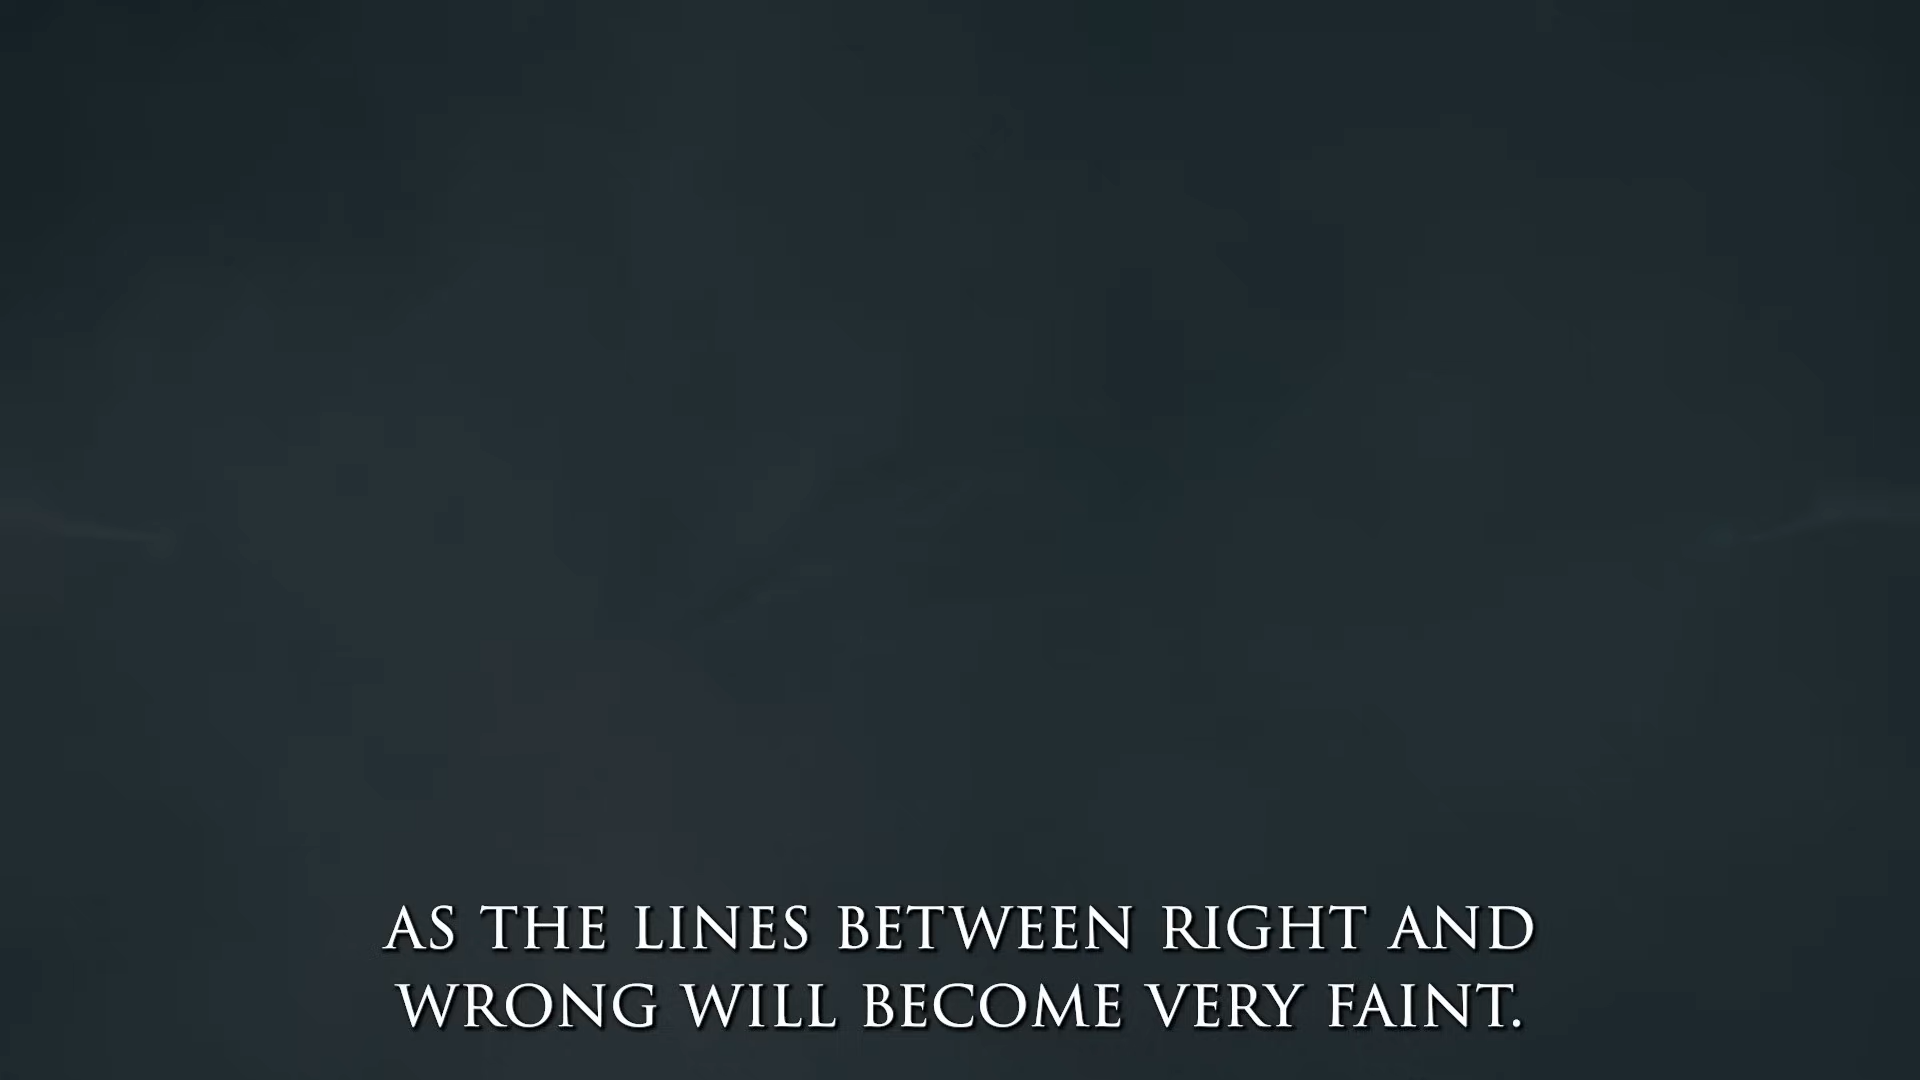 AS THE LINES BETWEEN RIGHT AND
WRONG WILL BECOME VERY FAINT.